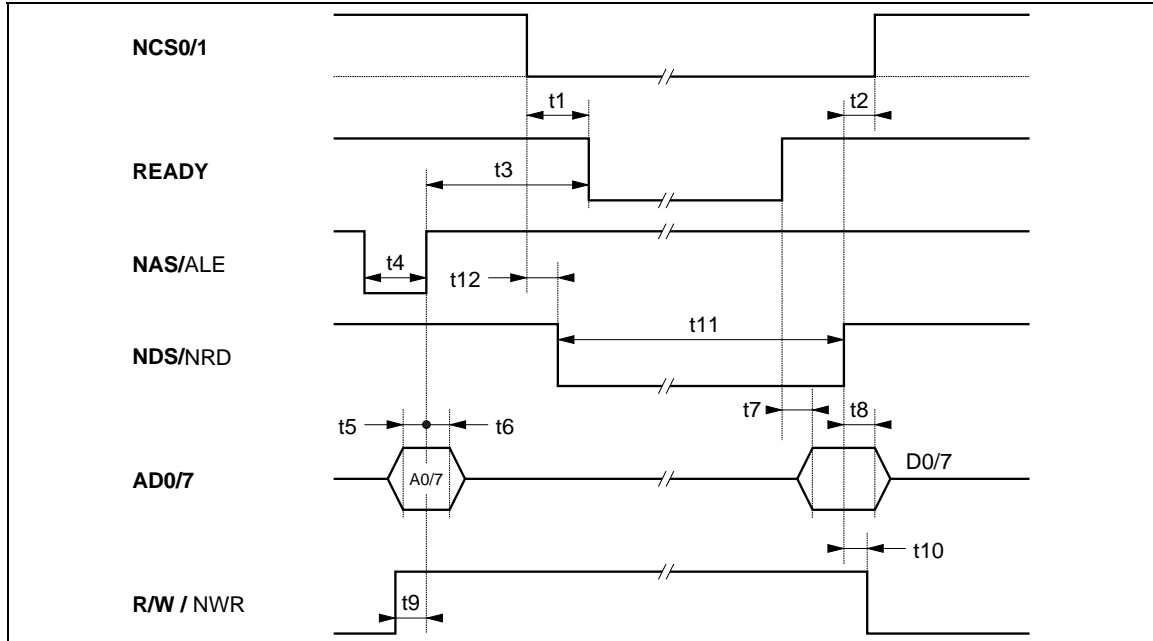 NCS0/1
t1
t2
READY
t3
NAS/ALE
t4
t12
t11
NDS/NRD
t7
t8
t5
t6
AD0/7
A0/7
D0/7
t10
R/W / NWR
t9